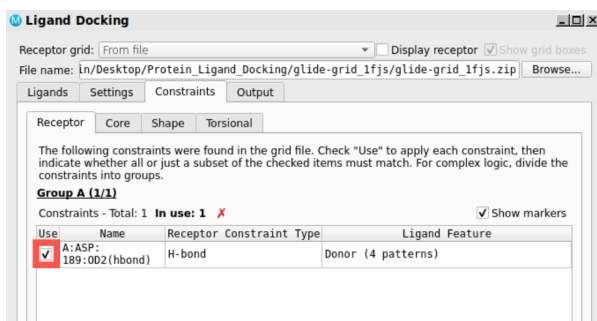 Ligand Docking
Receptor grid: From file Display receptor Show grid boxes
File name: in/Desktop/Protein_Ligand_Docking/glide-grid_1fjs/glide-grid_1fjs.zip Browse...
Ligands Settings Constraints Output
Receptor Core Shape Torsional
The following constraints were found in the grid file. Check "Use" to apply each constraint, then
indicate whether all or just a subset of the checked items must match. For complex logic, divide the
constraints into groups.
Group A (1/1)
Constraints - Total: 1 In use: 1 ✗ Show markers
Use Name Receptor Constraint Type Ligand Feature
A:ASP:
189:OD2(hbond) H-bond Donor (4 patterns)